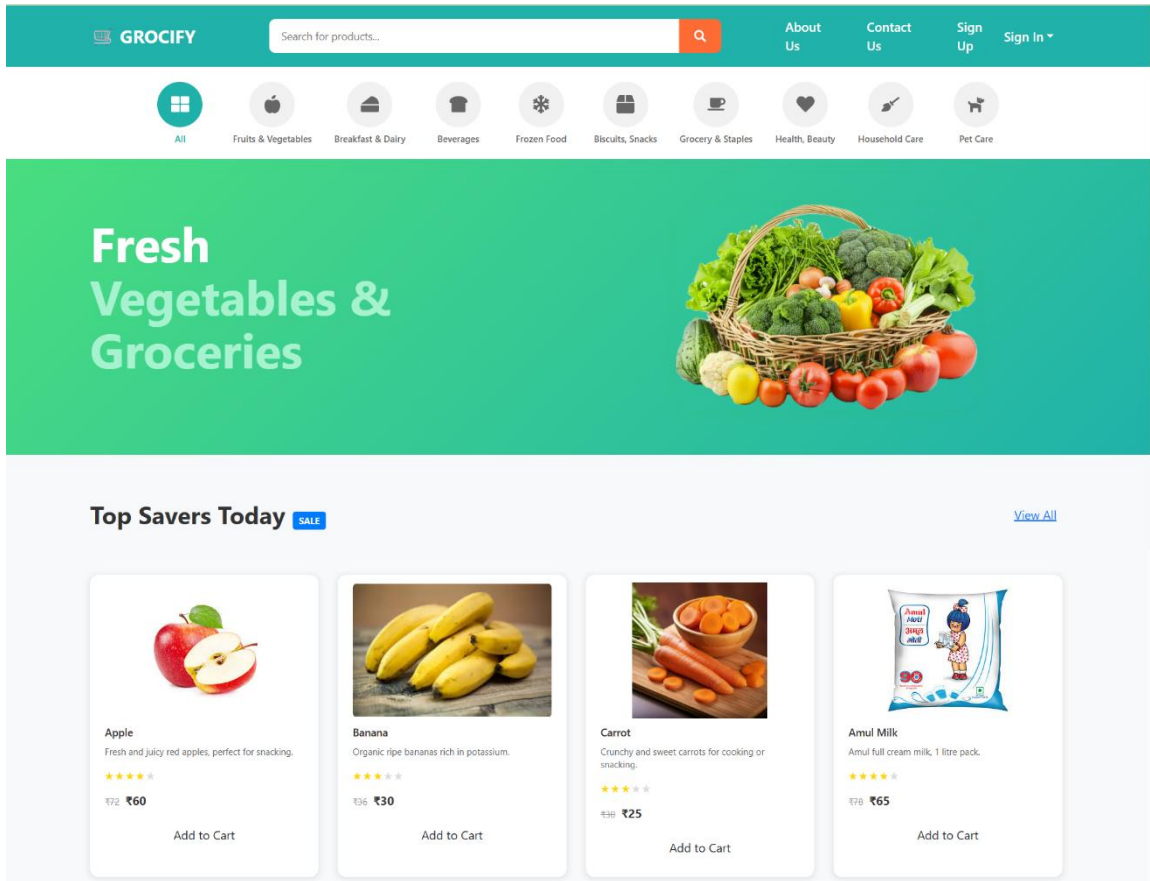 GROCIFY
Search for products...
About
Us
Contact
Us
Sign
Up
Sign In
All
Fruits & Vegetables
Breakfast & Dairy
Beverages
Frozen Food
Biscuits, Snacks
Grocery & Staples
Health, Beauty
Household Care
Pet Care
Fresh
Vegetables &
Groceries
Top Savers Today SALE
View All
Amul
Moti
अमूल
मोती
90
Apple
Fresh and juicy red apples, perfect for snacking.
₹72 ₹60
Add to Cart
Banana
Organic ripe bananas rich in potassium.
₹36 ₹30
Add to Cart
Carrot
Crunchy and sweet carrots for cooking or
snacking.
₹30 ₹25
Add to Cart
Amul Milk
Amul full cream milk, 1 litre pack.
₹78 ₹65
Add to Cart